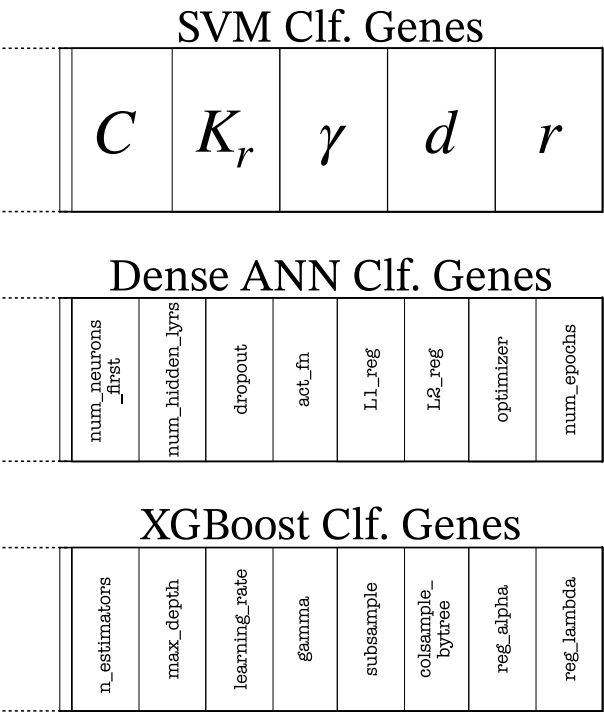 SVM Clf. Genes
C
K_r
γ
d
r
Dense ANN Clf. Genes
num_neurons
_first
num_hidden_lyrs
dropout
act_fn
L1_reg
L2_reg
optimizer
num_epochs
XGBoost Clf. Genes
n_estimators
max_depth
learning_rate
gamma
subsample
colsample_
bytree
reg_alpha
reg_lambda